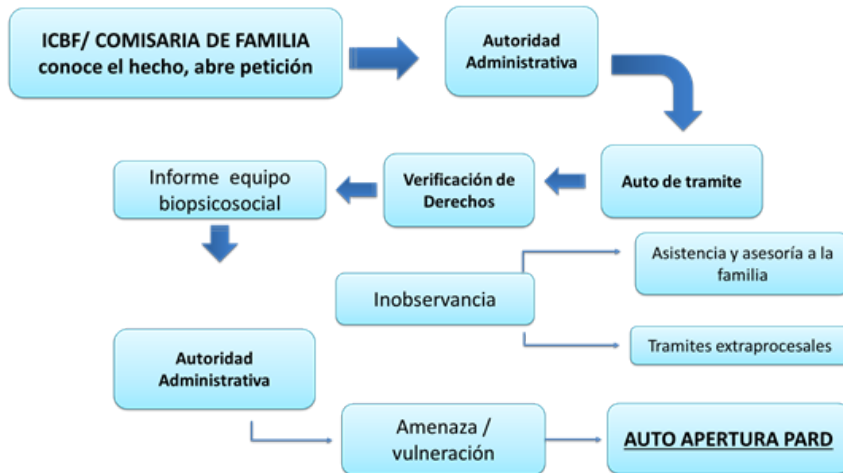 ICBF/ COMISARIA DE FAMILIA
conoce el hecho, abre petición
Autoridad
Administrativa
Auto de tramite
Verificación de
Derechos
Informe equipo
biopsicosocial
Inobservancia
Asistencia y asesoría a la
familia
Tramites extraprocesales
Autoridad
Administrativa
Amenaza /
vulneración
AUTO APERTURA PARD